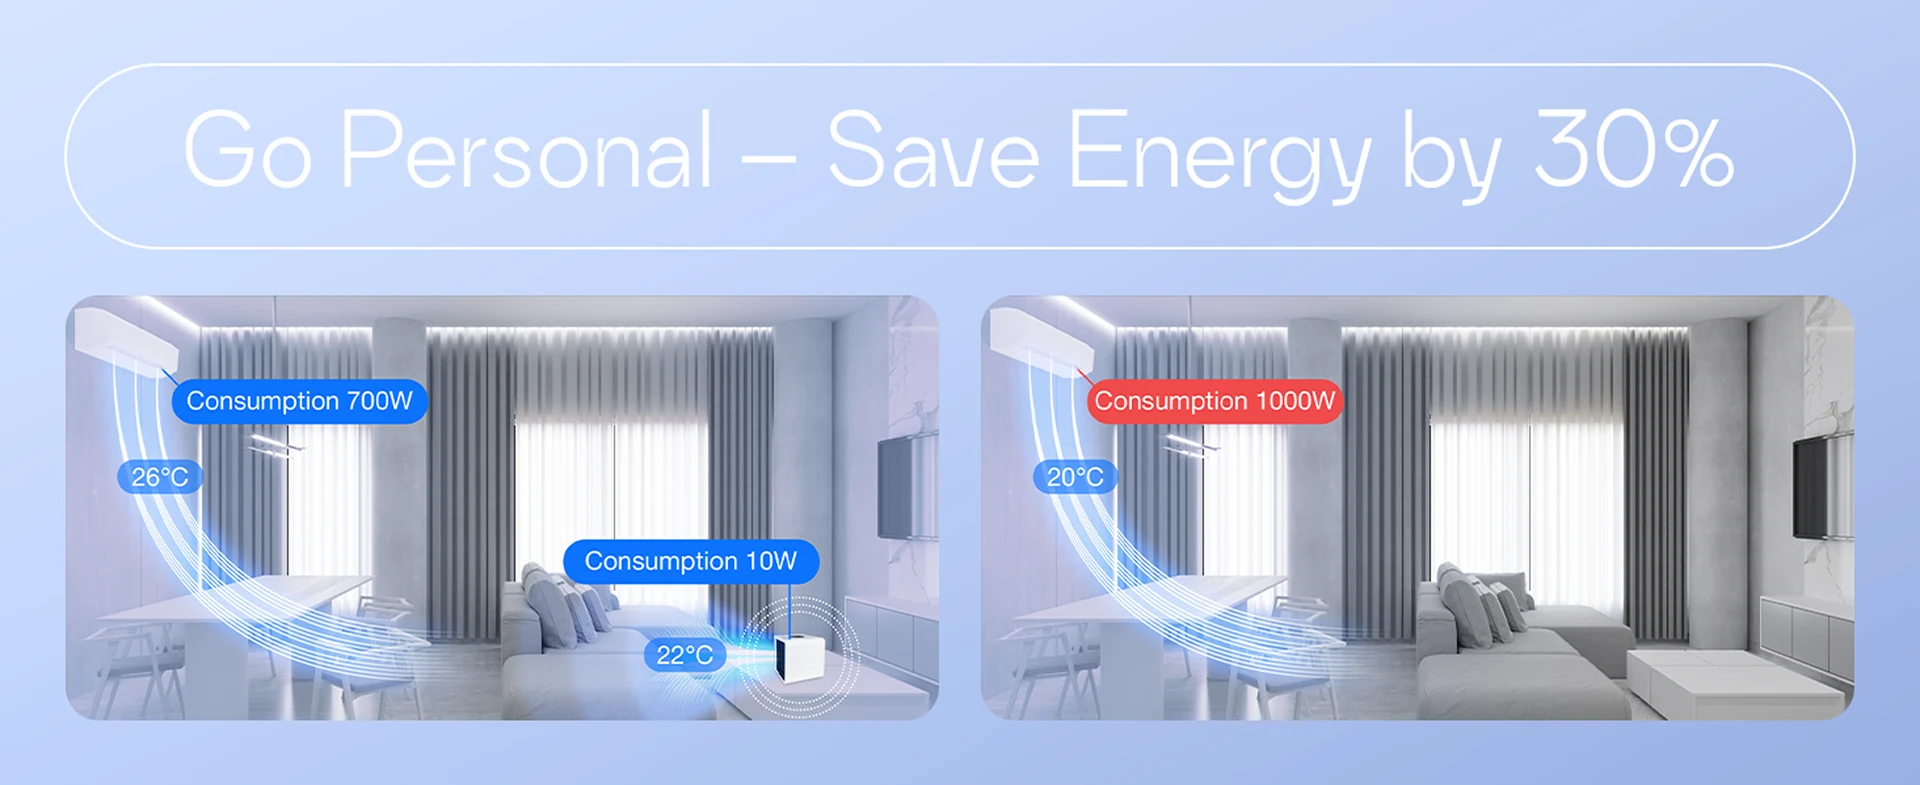 Go Personal – Save Energy by 30%
Consumption 700W
26°C
Consumption 10W
22°C
Consumption 1000W
20°C